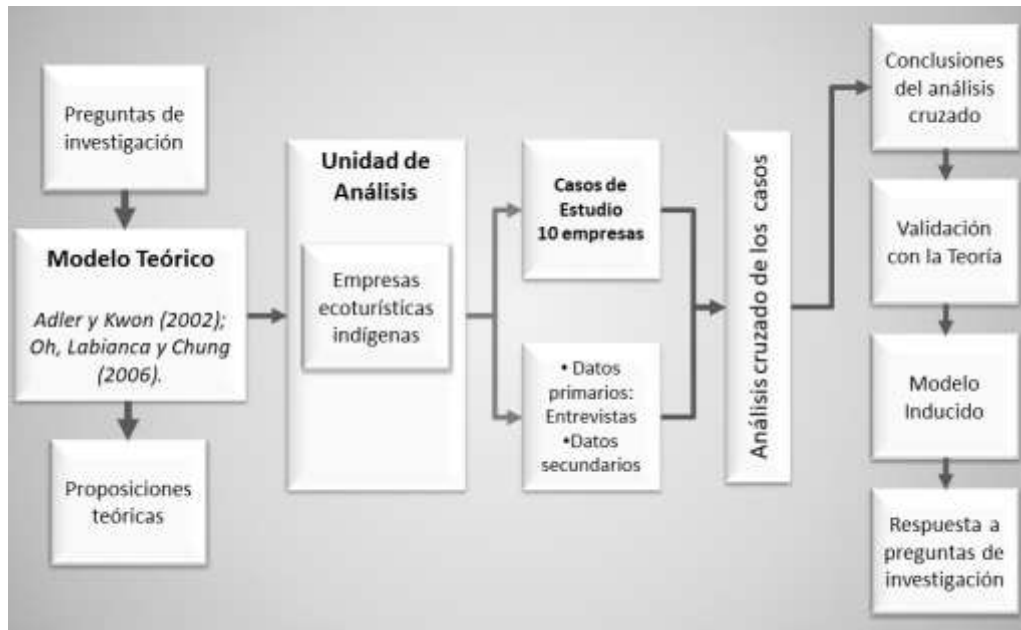 Preguntas de
investigación
Modelo Teórico
Adler y Kwon (2002);
Oh, Labianca y Chung
(2006).
Proposiciones
teóricas
Unidad de
Análisis
Empresas
ecoturísticas
indígenas
Casos de
Estudio
10 empresas
• Datos
primarios:
Entrevistas
•Datos
secundarios
Análisis cruzado de los casos
Conclusiones
del análisis
cruzado
Validación
con la Teoría
Modelo
Inducido
Respuesta a
preguntas de
investigación